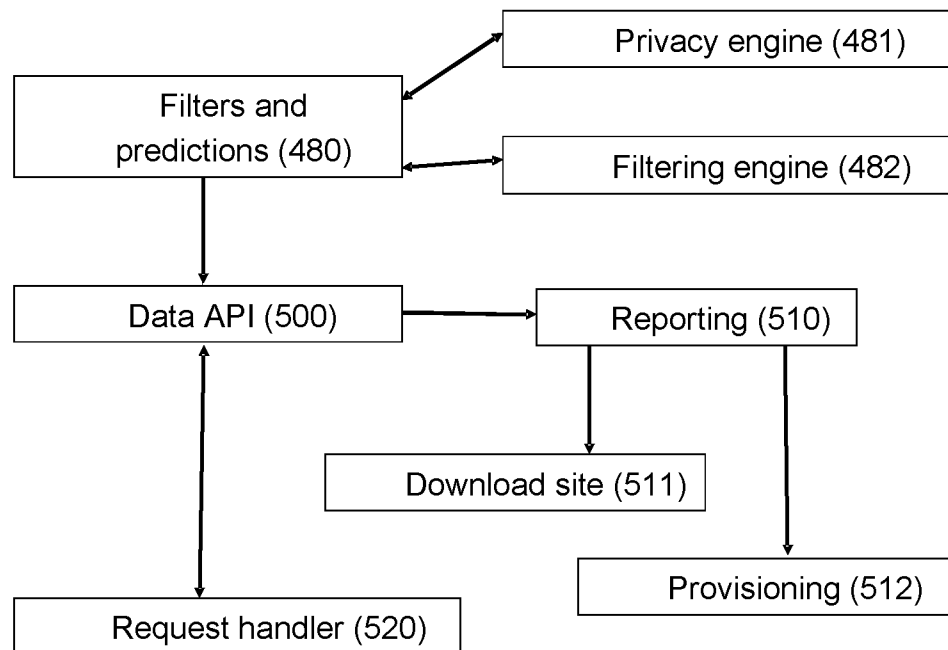 Privacy engine (481)
Filters and
predictions (480)
Filtering engine (482)
Data API (500)
Reporting (510)
Download site (511)
Provisioning (512)
Request handler (520)